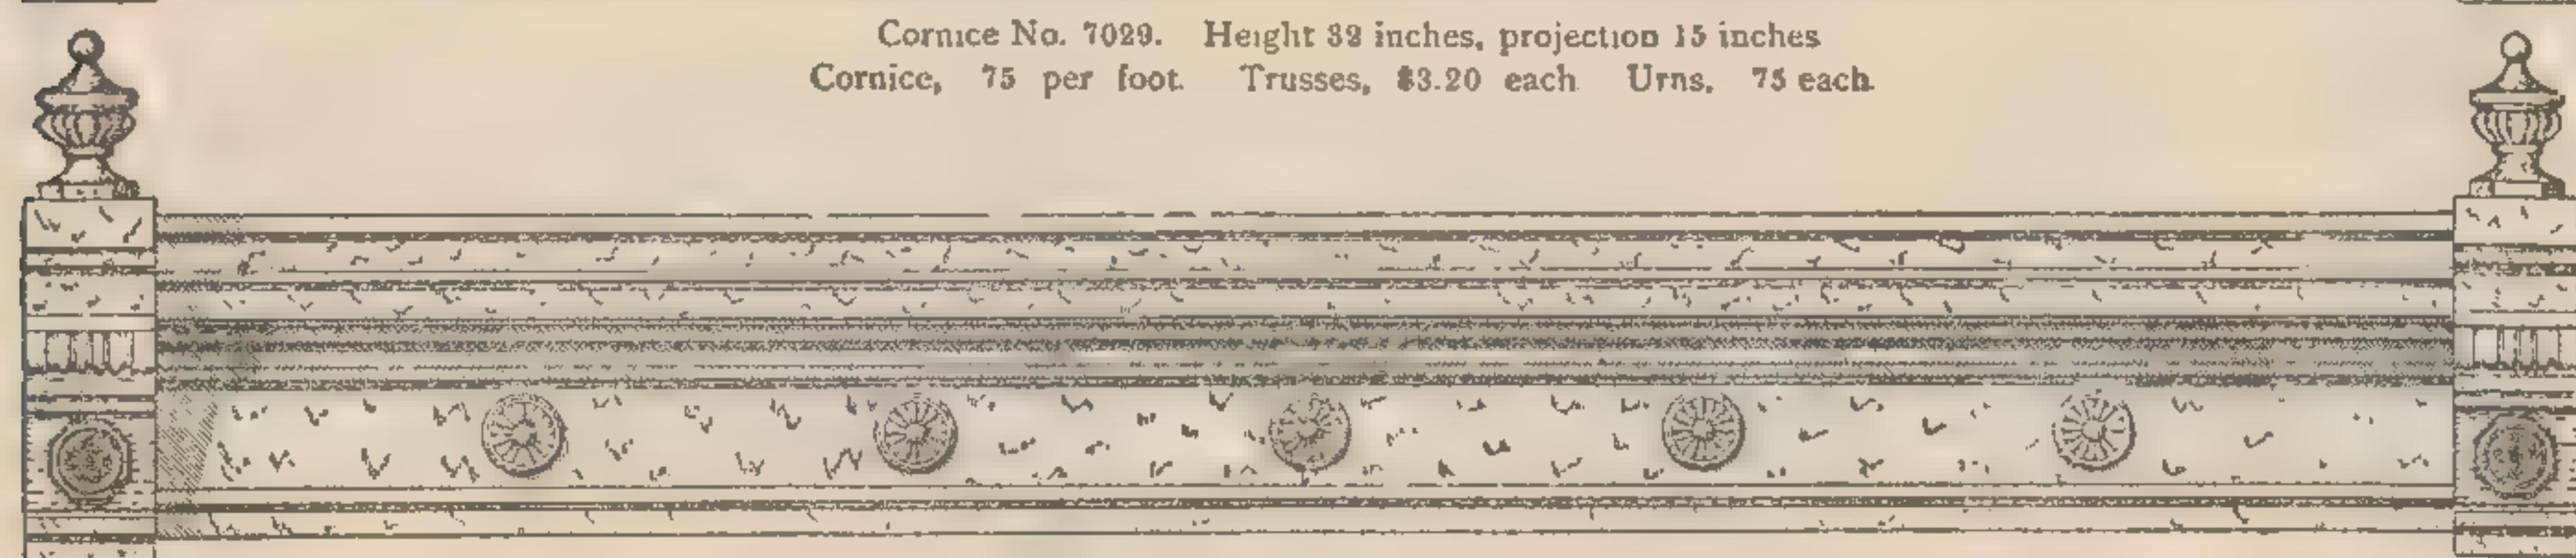 Cornice No. 7029. Height 32 inches, projection 15 inches
Cornice, 75 per foot. Trusses, $3.20 each Urns, 75 each.